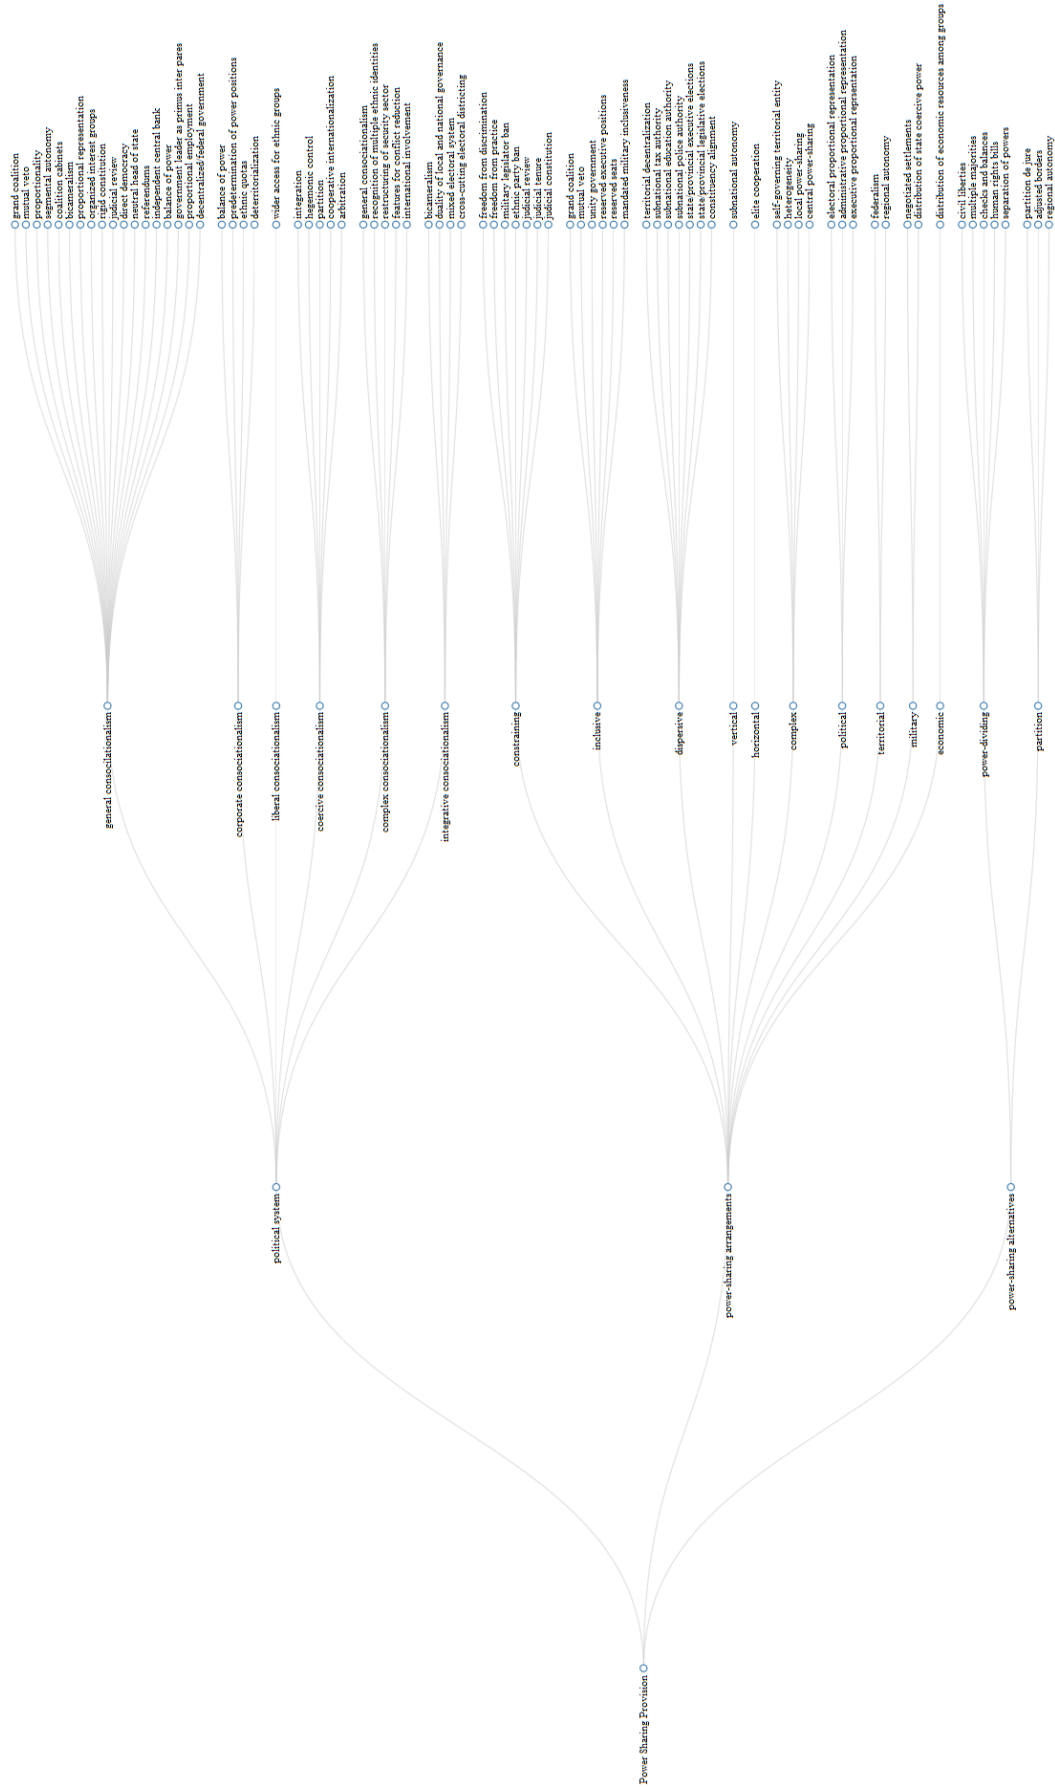 grand coalition
mutual veto
proportionality
segmental autonomy
coalition cabinets
bicameralism
proportional representation
organized interest groups
rigid constitution
judicial review
direct democracy
neutral head of state
referendums
independent central bank
balance of power
government leader as primus inter pares
proportional employment
decentralized/federal government
balance of power
predetermination of power positions
ethnic quotas
deterritorialization
wider access for ethnic groups
integration
hegemonic control
partition
cooperative internationalization
arbitration
general consociationalism
recognition of multiple ethnic identities
restructuring of security sector
features for conflict reduction
international involvement
bicameralism
duality of local and national governance
mixed electoral system
cross-cutting electoral districting
freedom from discrimination
freedom from practice
military legislator ban
ethnic party ban
judicial review
judicial tenure
judicial constitution
grand coalition
mutual veto
unity government
reserved executive positions
reserved seats
mandated military inclusiveness
territorial dentralization
subnational tax authority
subnational education authority
subnational police authority
state/provincial executive elections
state/provincial legislative elections
constituency alignment
subnational autonomy
elite cooperation
self-governing territorial entity
heterogeneity
local power-sharing
central power-sharing
electoral proportional representation
administrative proportional representation
executive proportional reprsentation
federalism
regional autonomy
negotiated settlements
distribution of state coercive power
distribution of economic resources among groups
civil liberties
multiple majorities
checks and balances
human rights bills
separation of powers
partition de jure
adjusted borders
regional autonomy
general consociationalism
corporate consociationalism
liberal consociationalism
coercive consociationalism
complex consociationalism
integrative consociationalism
constraining
inclusive
dispersive
vertical
horizontal
complex
political
territorial
military
economic
power-dividing
partition
political system
power-sharing arrangements
power-sharing alternatives
Power Sharing Provision